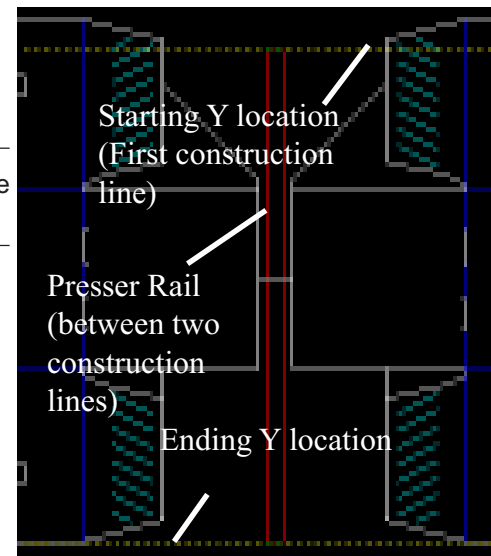 Starting Y location
(First construction
line)
e
Presser Rail
(between two
construction
lines)
Ending Y location